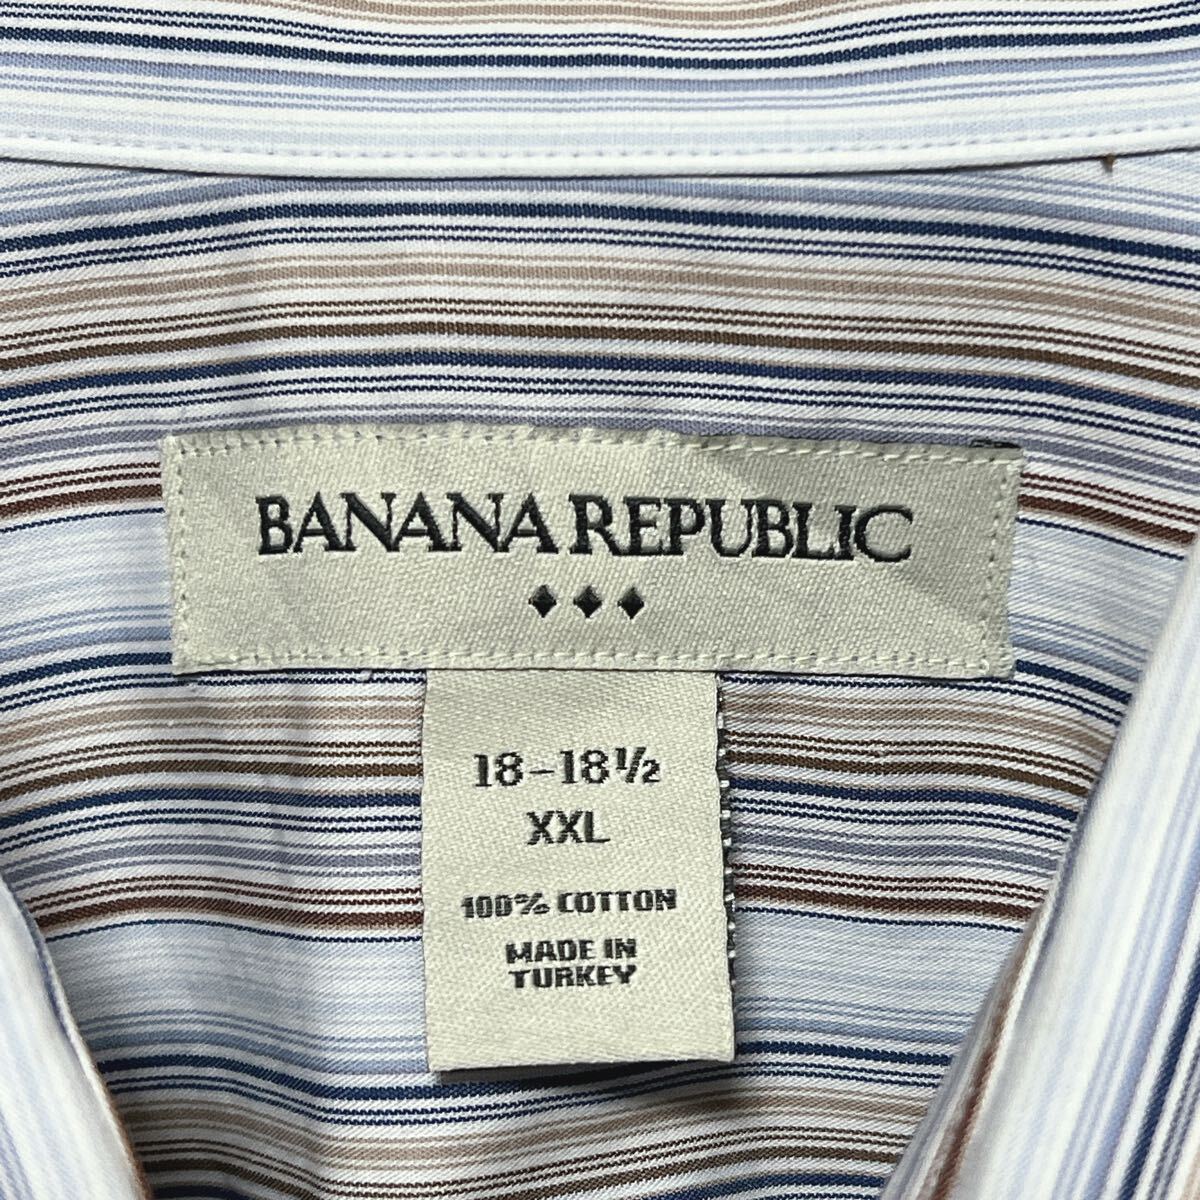 BANANA REPUBLIC
18-18½
XXL
100% COTTON
MADE IN
TURKEY